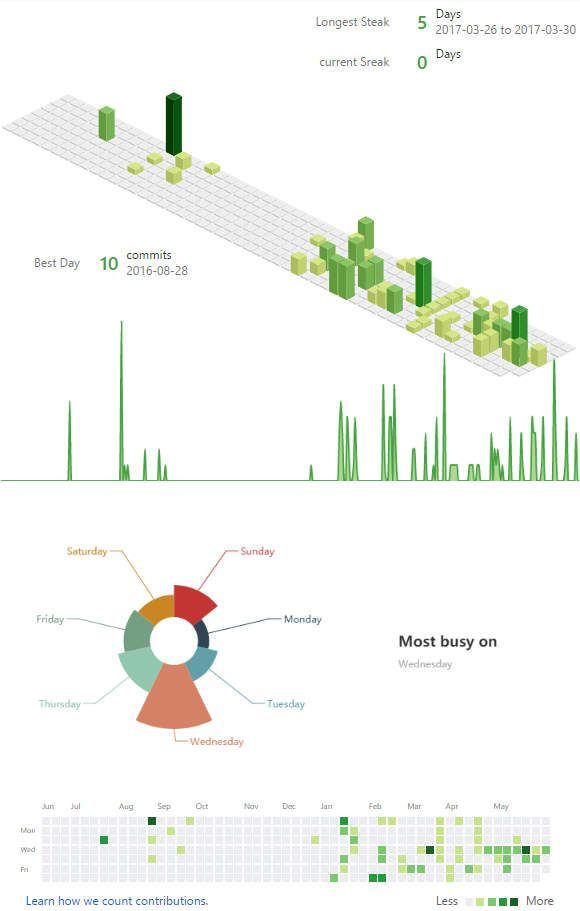 Longest Steak 5 Days
2017-03-26 to 2017-03-30
current Sreak 0 Days
Best Day 10 commits
2016-08-28
Saturday
Sunday
Friday
Monday
Thursday
Tuesday
Wednesday
Most busy on
Wednesday
Jun Jul Aug Sep Oct Nov Dec Jan Feb Mar Apr May
Mon
Wed
Fri
Learn how we count contributions. Less More